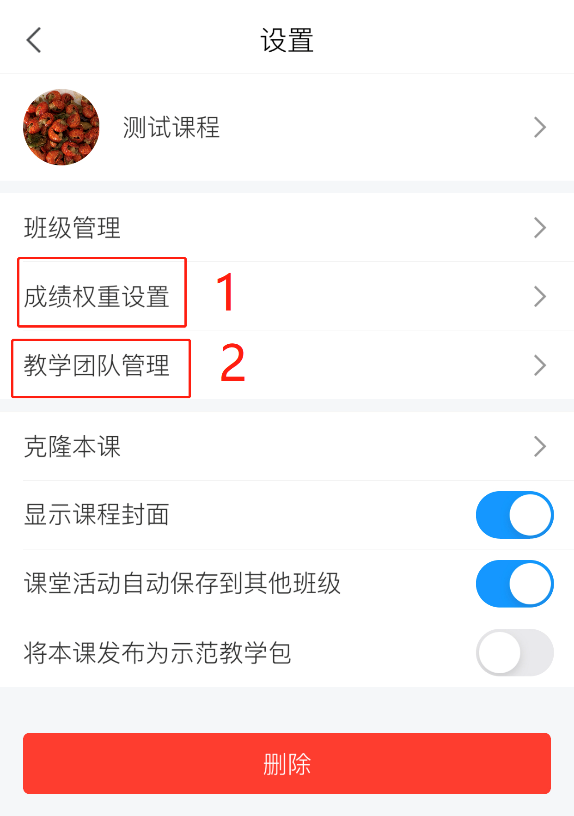 设置
测试课程
班级管理
成绩权重设置 1
教学团队管理 2
克隆本课
显示课程封面
课堂活动自动保存到其他班级
将本课发布为示范教学包
删除